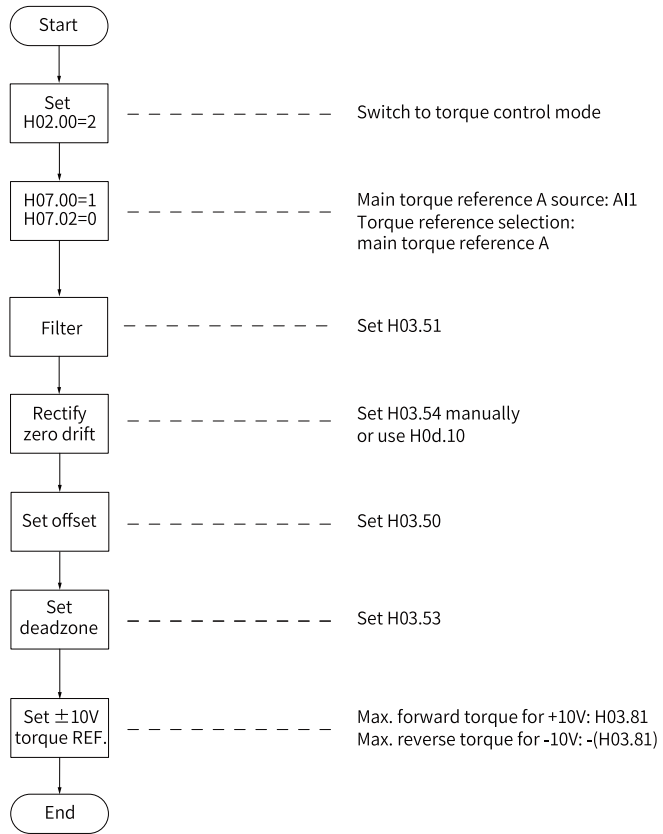 Start
Set
H02.00=2
Switch to torque control mode
H07.00=1
H07.02=0
Main torque reference A source: AI1
Torque reference selection:
main torque reference A
Filter
Set H03.51
Rectify
zero drift
Set H03.54 manually
or use H0d.10
Set offset
Set H03.50
Set
deadzone
Set H03.53
Set ±10V
torque REF.
Max. forward torque for +10V: H03.81
Max. reverse torque for -10V: -(H03.81)
End